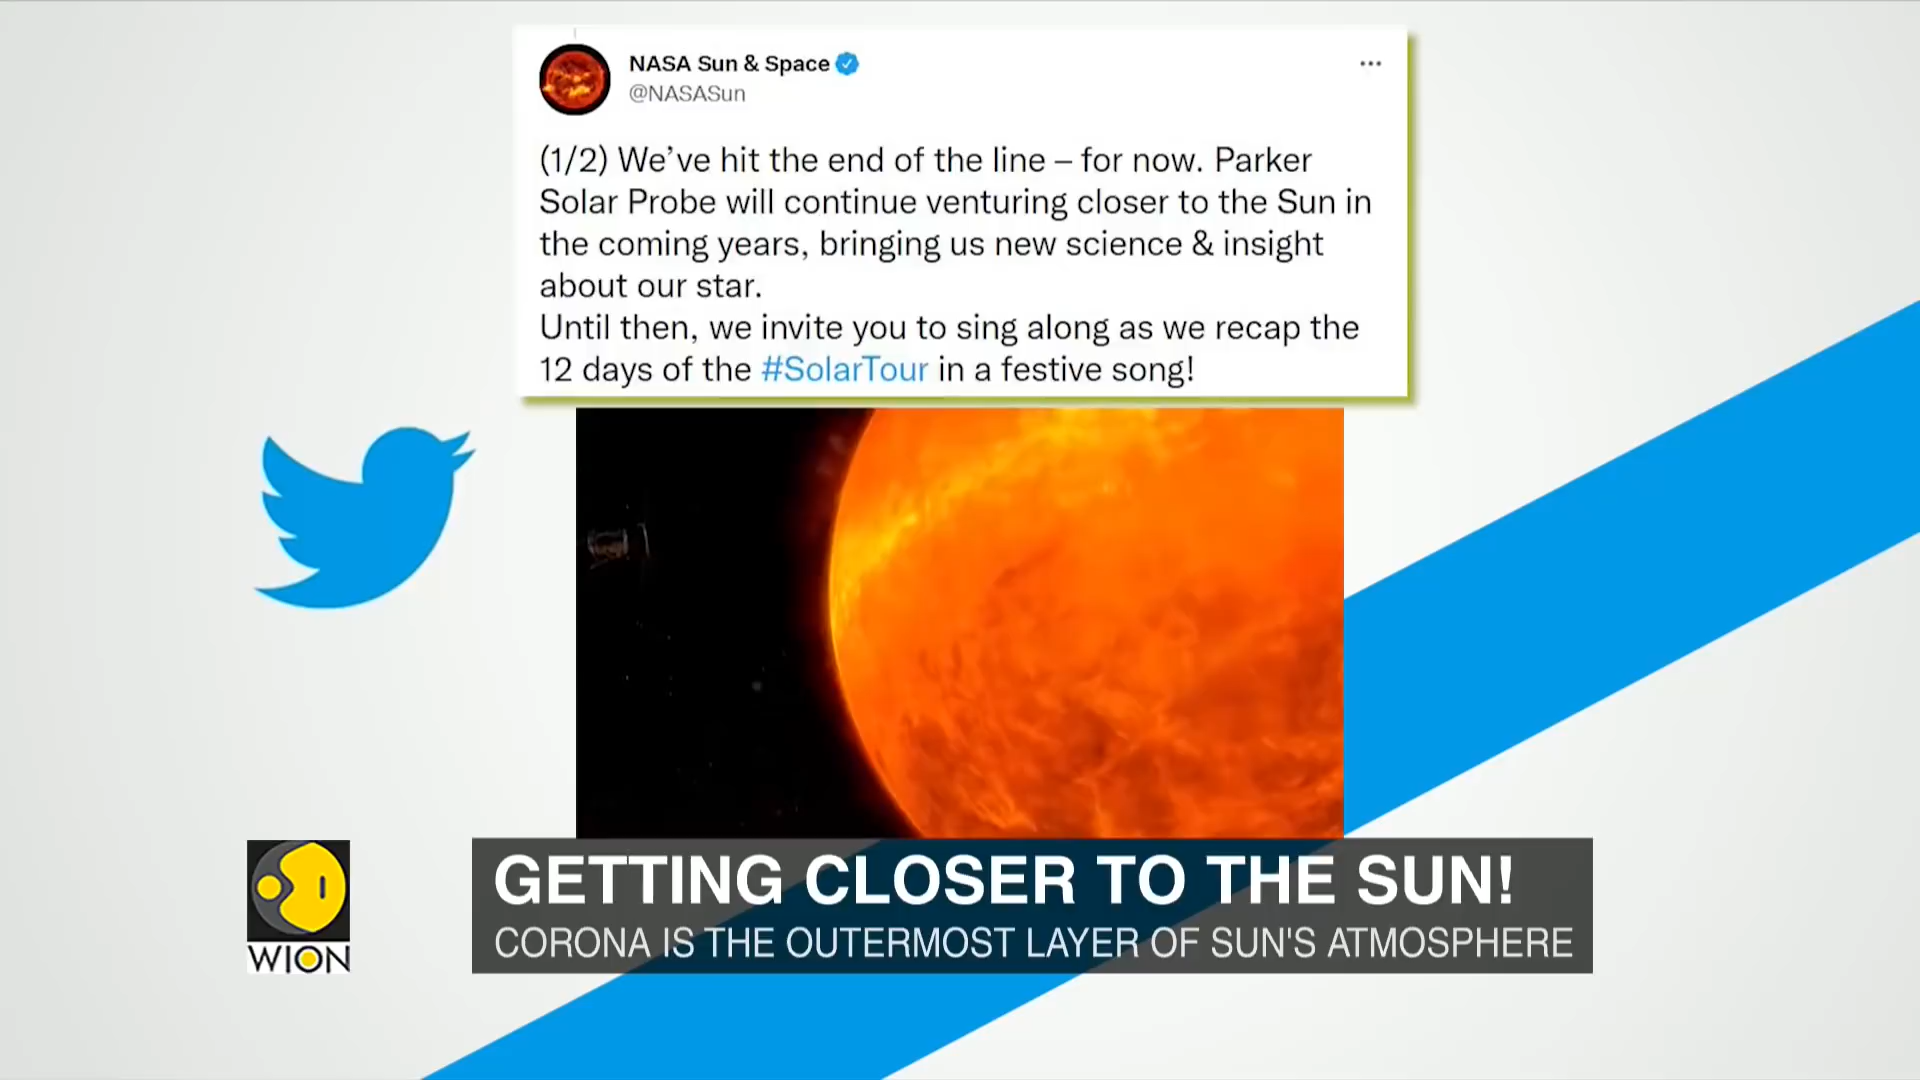 NASA Sun & Space
@NASASun
(1/2) We’ve hit the end of the line – for now. Parker
Solar Probe will continue venturing closer to the Sun in
the coming years, bringing us new science & insight
about our star.
Until then, we invite you to sing along as we recap the
12 days of the #SolarTour in a festive song!
GETTING CLOSER TO THE SUN!
CORONA IS THE OUTERMOST LAYER OF SUN'S ATMOSPHERE
WION